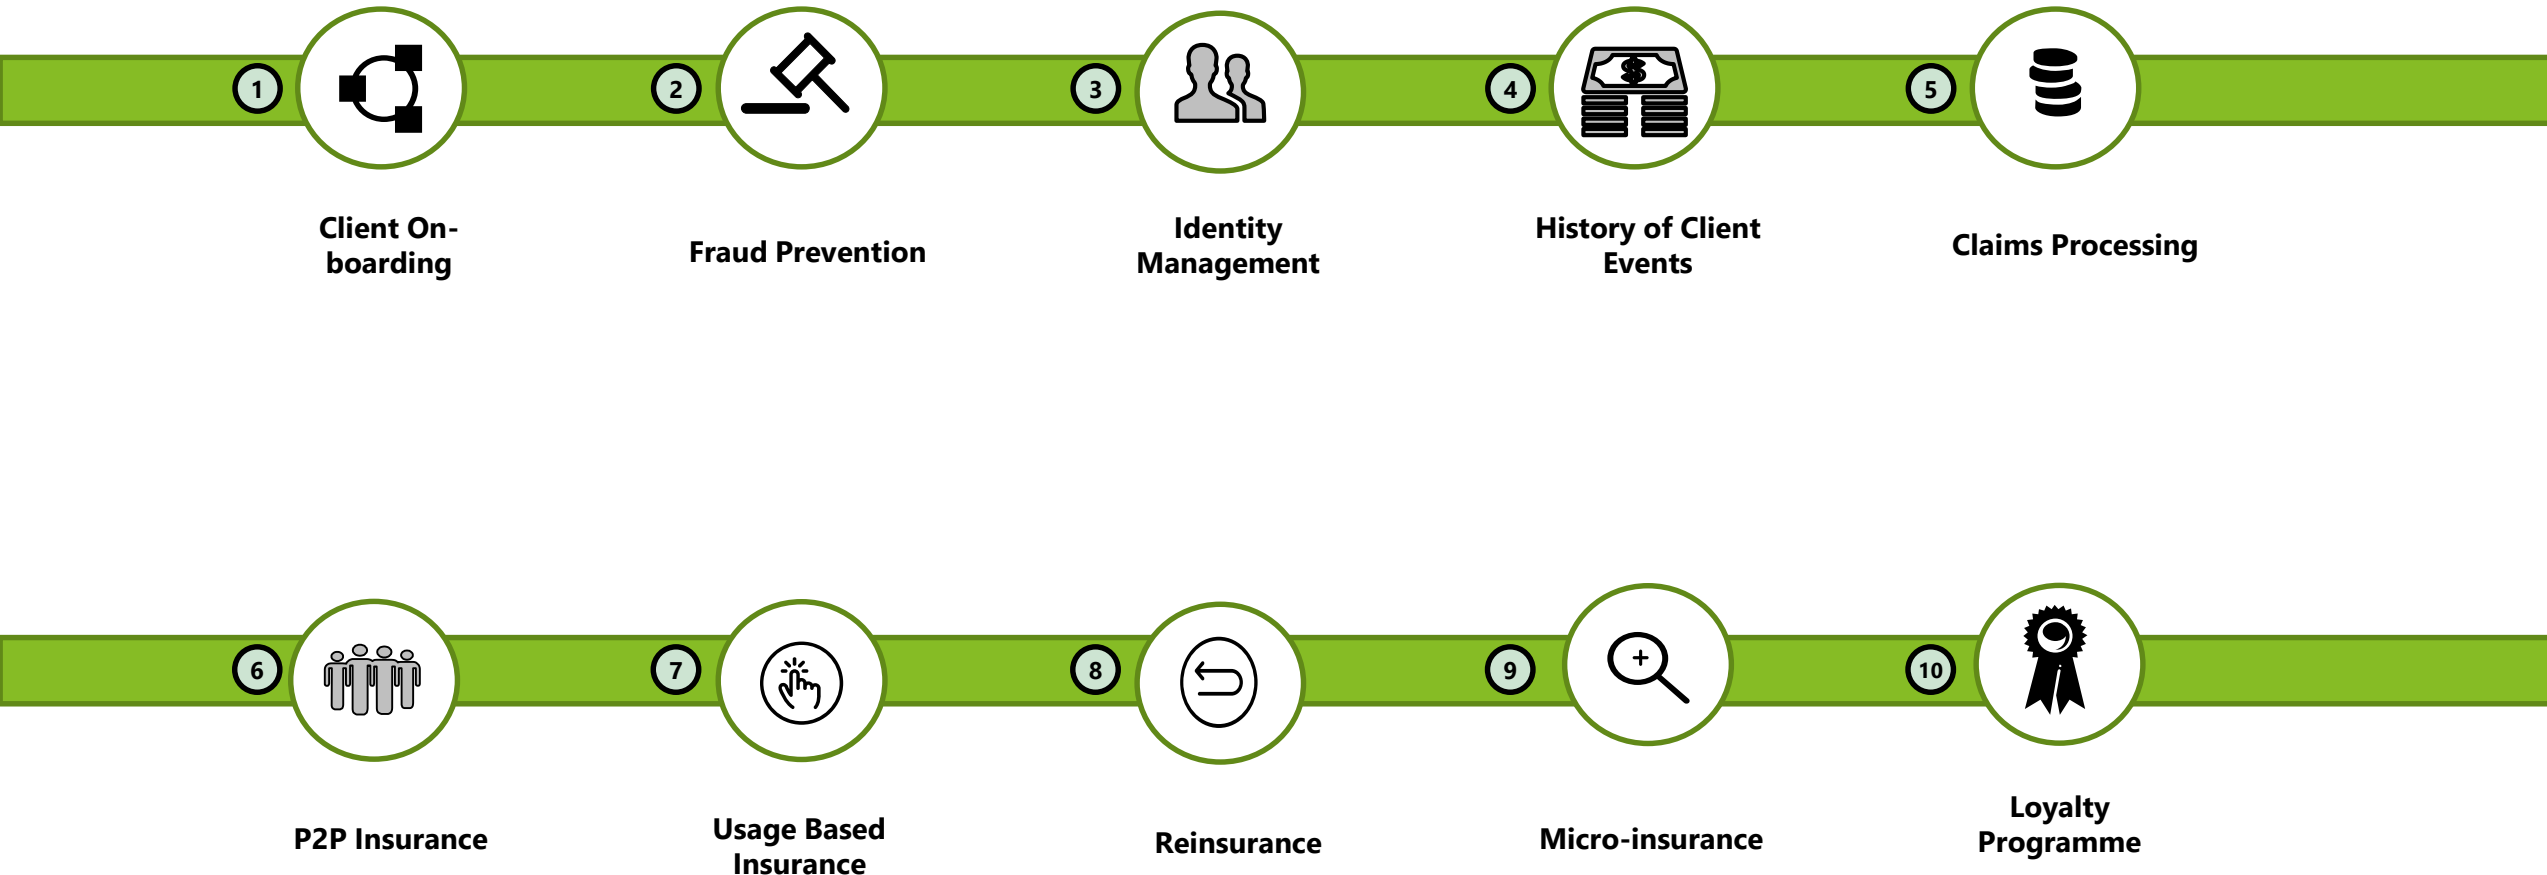 1
2
3
4
5
Client On-
boarding
Fraud Prevention
Identity
Management
History of Client
Events
Claims Processing
6
7
8
9
10
P2P Insurance
Usage Based
Insurance
Reinsurance
Micro-insurance
Loyalty
Programme